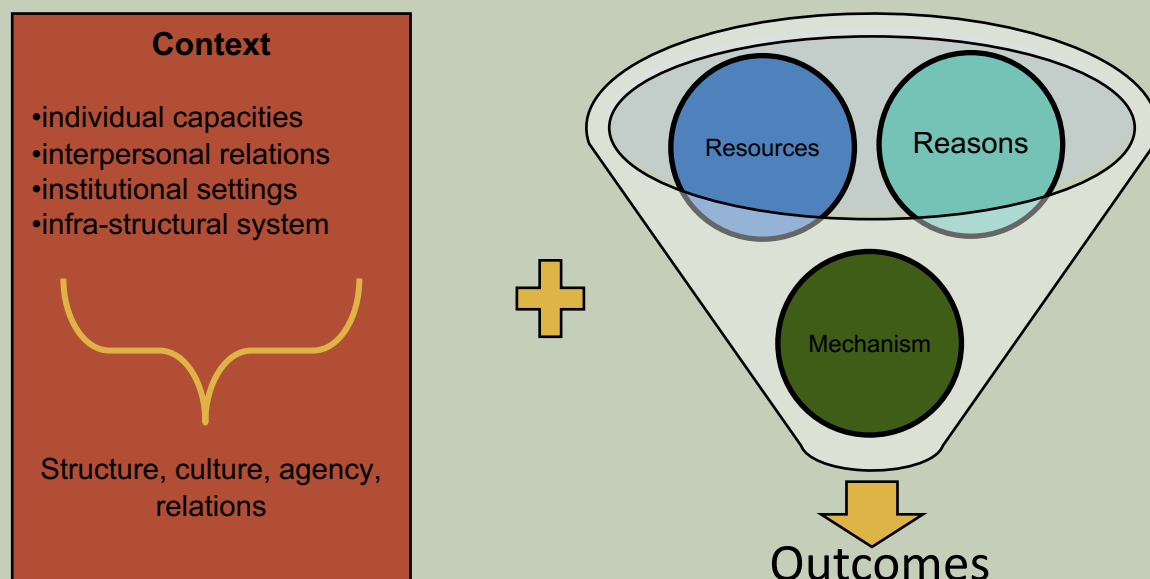 Context
•individual capacities
•interpersonal relations
•institutional settings
•infra-structural system
Structure, culture, agency,
relations
Resources
Reasons
Mechanism
Outcomes